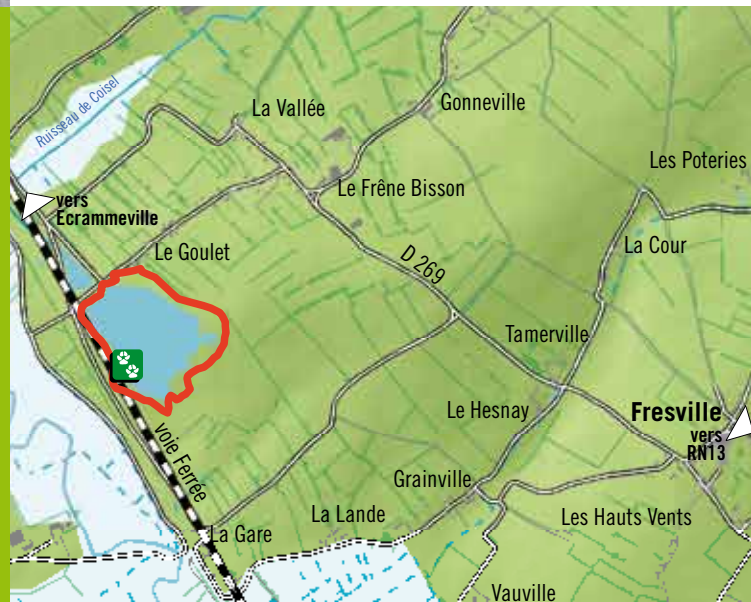 Ruisseau de Coisel
La Vallée
Gonneville
Les Poteries
vers
Ecrammeville
Le Frêne Bisson
La Cour
Le Goulet
D 269
Tamerville
Le Hesnay
Fresville
vers
RN13
voie Ferrée
Grainville
La Lande
Les Hauts Vents
La Gare
Vauville